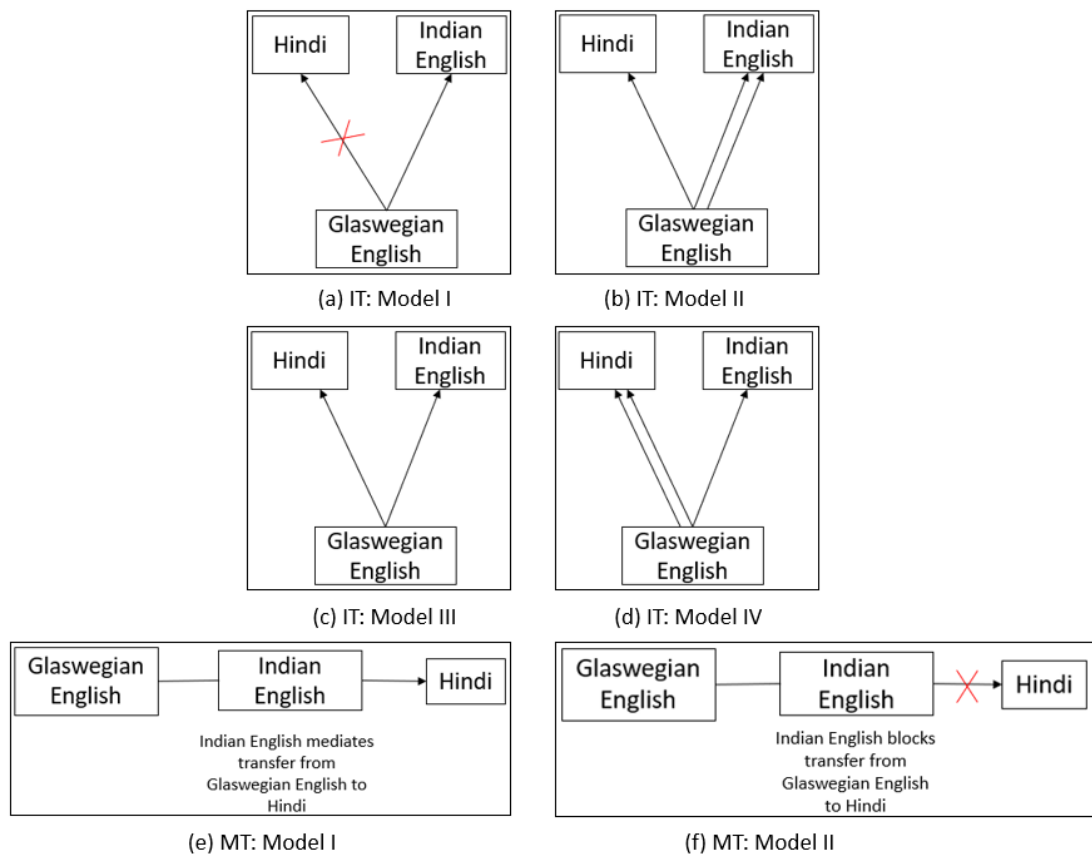 Hindi
Indian
English
Glaswegian
English
(a) IT: Model I
Hindi
Indian
English
Glaswegian
English
(b) IT: Model II
Hindi
Indian
English
Glaswegian
English
(c) IT: Model III
Hindi
Indian
English
Glaswegian
English
(d) IT: Model IV
Glaswegian
English
Indian
English
Hindi
Indian English mediates
transfer from
Glaswegian English to
Hindi
(e) MT: Model I
Glaswegian
English
Indian
English
Hindi
Indian English blocks
transfer from
Glaswegian English
to Hindi
(f) MT: Model II